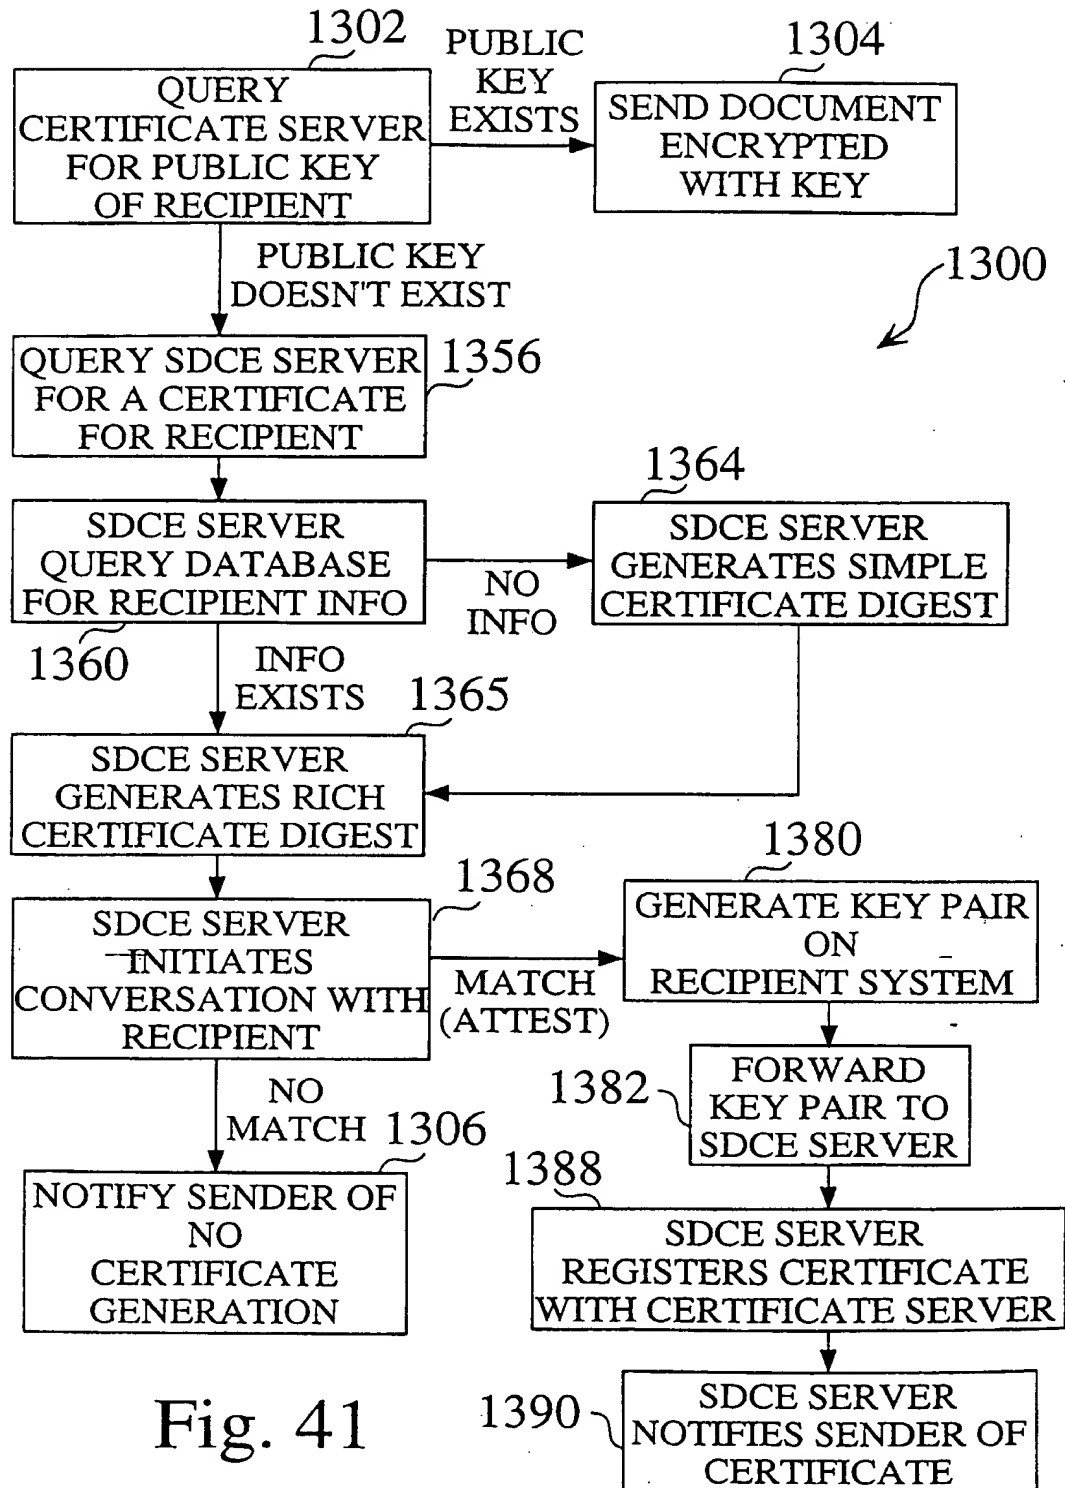 1302
QUERY
CERTIFICATE SERVER
FOR PUBLIC KEY
OF RECIPIENT
PUBLIC
KEY
EXISTS
1304
SEND DOCUMENT
ENCRYPTED
WITH KEY
PUBLIC KEY
DOESN'T EXIST
1300
QUERY SDCE SERVER
FOR A CERTIFICATE
FOR RECIPIENT
1356
SDCE SERVER
QUERY DATABASE
FOR RECIPIENT INFO
1360
NO
INFO
1364
SDCE SERVER
GENERATES SIMPLE
CERTIFICATE DIGEST
INFO
EXISTS
1365
SDCE SERVER
GENERATES RICH
CERTIFICATE DIGEST
1368
SDCE SERVER
INITIATES
CONVERSATION WITH
RECIPIENT
MATCH
(ATTEST)
1380
GENERATE KEY PAIR
ON
RECIPIENT SYSTEM
1382
FORWARD
KEY PAIR TO
SDCE SERVER
NO
MATCH
1306
NOTIFY SENDER OF
NO
CERTIFICATE
GENERATION
1388
SDCE SERVER
REGISTERS CERTIFICATE
WITH CERTIFICATE SERVER
1390
SDCE SERVER
NOTIFIES SENDER OF
CERTIFICATE
Fig. 41